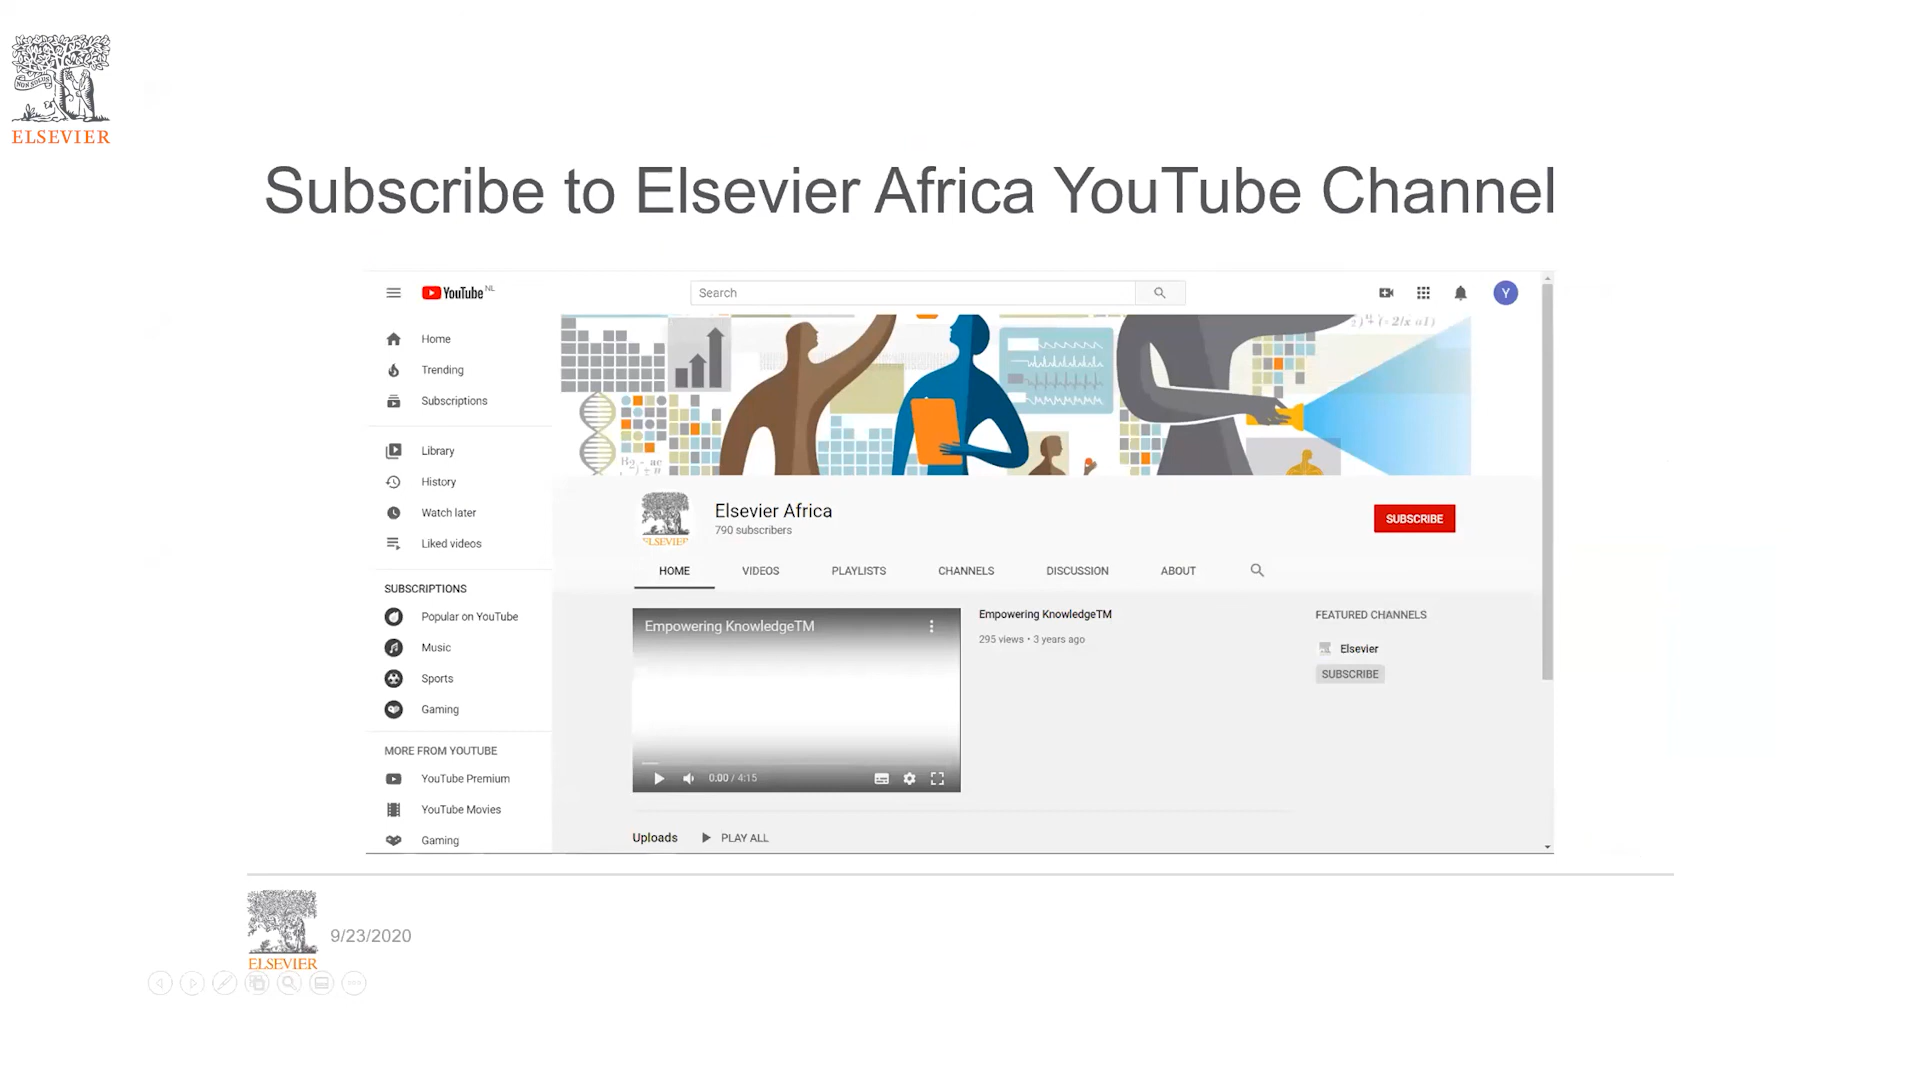 NON SOLUS
ELSEVIER
Subscribe to Elsevier Africa YouTube Channel
YouTube NL
Search
Y
Home
Trending
Subscriptions
Library
History
Watch later
Liked videos
SUBSCRIPTIONS
Popular on YouTube
Music
Sports
Gaming
MORE FROM YOUTUBE
YouTube Premium
YouTube Movies
Gaming
Elsevier Africa
790 subscribers
SUBSCRIBE
HOME VIDEOS PLAYLISTS CHANNELS DISCUSSION ABOUT
Empowering KnowledgeTM
0:00 / 4:15
Empowering KnowledgeTM
295 views • 3 years ago
FEATURED CHANNELS
Elsevier
SUBSCRIBE
Uploads PLAY ALL
ELSEVIER
9/23/2020